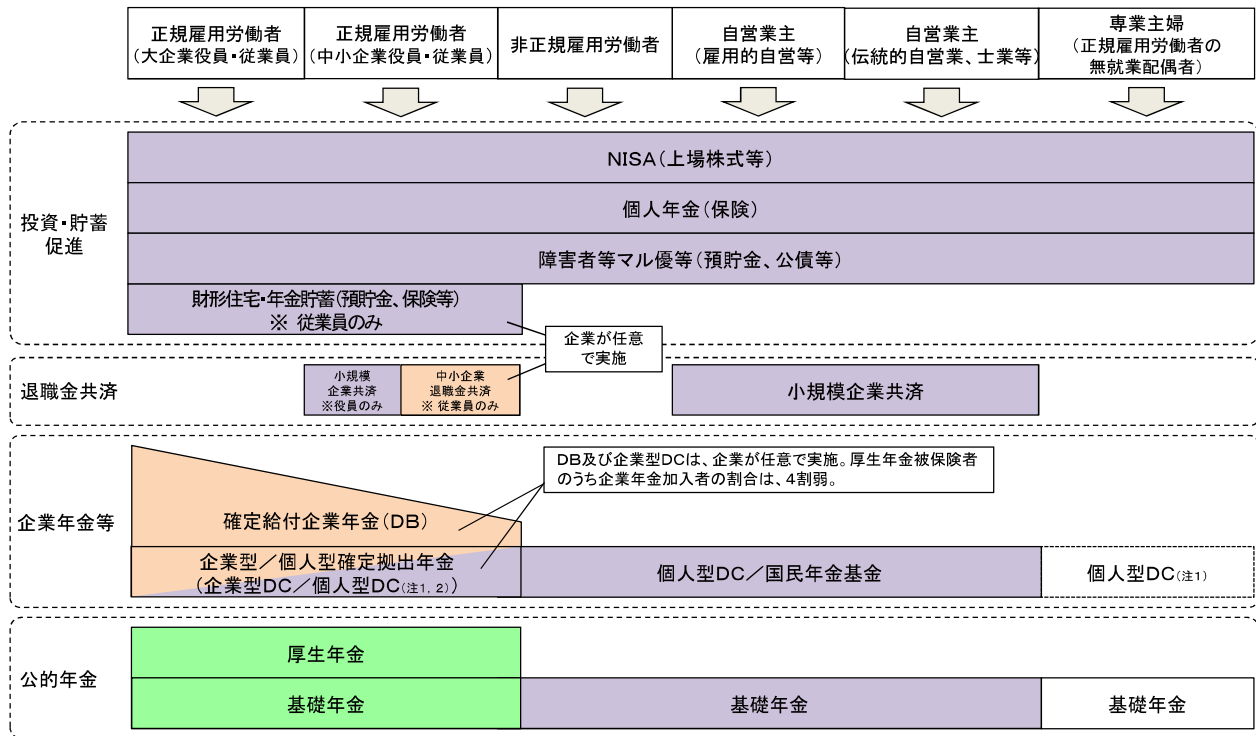 正規雇用労働者
(大企業役員・従業員)
正規雇用労働者
(中小企業役員・従業員)
非正規雇用労働者
自営業主
(雇用的自営等)
自営業主
(伝統的自営業、士業等)
専業主婦
(正規雇用労働者の
無就業配偶者)
投資・貯蓄
促進
NISA(上場株式等)
個人年金(保険)
障害者等マル優等(預貯金、公債等)
財形住宅・年金貯蓄(預貯金、保険等)
※ 従業員のみ
企業が任意
で実施
退職金共済
小規模
企業共済
※役員のみ
中小企業
退職金共済
※ 従業員のみ
小規模企業共済
企業年金等
DB及び企業型DCは、企業が任意で実施。厚生年金被保険者
のうち企業年金加入者の割合は、4割弱。
確定給付企業年金(DB)
企業型/個人型確定拠出年金
(企業型DC/個人型DC(注1, 2))
個人型DC/国民年金基金
個人型DC(注1)
公的年金
厚生年金
基礎年金
基礎年金
基礎年金